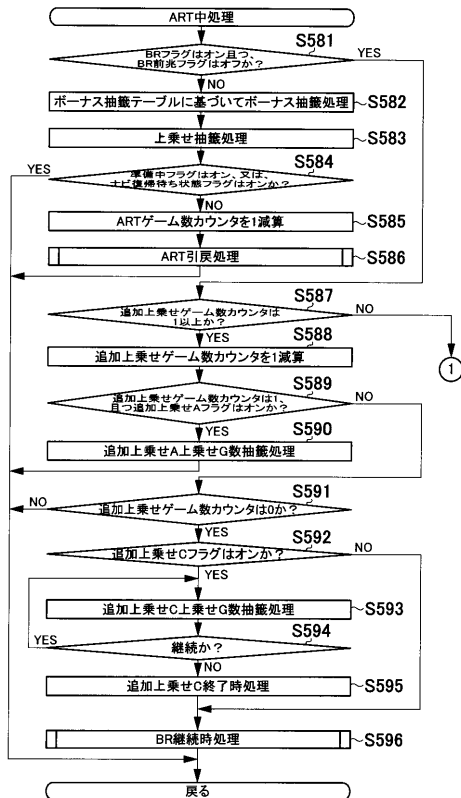 ART中処理
S581
BRフラグはオン且つ、
BR前兆フラグはオフか？
YES
NO
ボーナス抽籤テーブルに基づいてボーナス抽籤処理
S582
上乗せ抽籤処理
S583
S584
YES
準備中フラグはオン、又は、
ナビ復帰待ち状態フラグはオンか？
NO
ARTゲーム数カウンタを1減算
S585
ART引戻処理
S586
S587
追加上乗せゲーム数カウンタは
1以上か？
NO
YES
S588
追加上乗せゲーム数カウンタを1減算
1
S589
追加上乗せゲーム数カウンタは1、
且つ追加上乗せAフラグはオンか？
NO
YES
S590
追加上乗せA上乗せG数抽籤処理
S591
NO
追加上乗せゲーム数カウンタは0か？
YES
S592
追加上乗せCフラグはオンか？
NO
YES
追加上乗せC上乗せG数抽籤処理
S593
S594
YES
継続か？
NO
追加上乗せC終了時処理
S595
BR継続時処理
S596
戻る